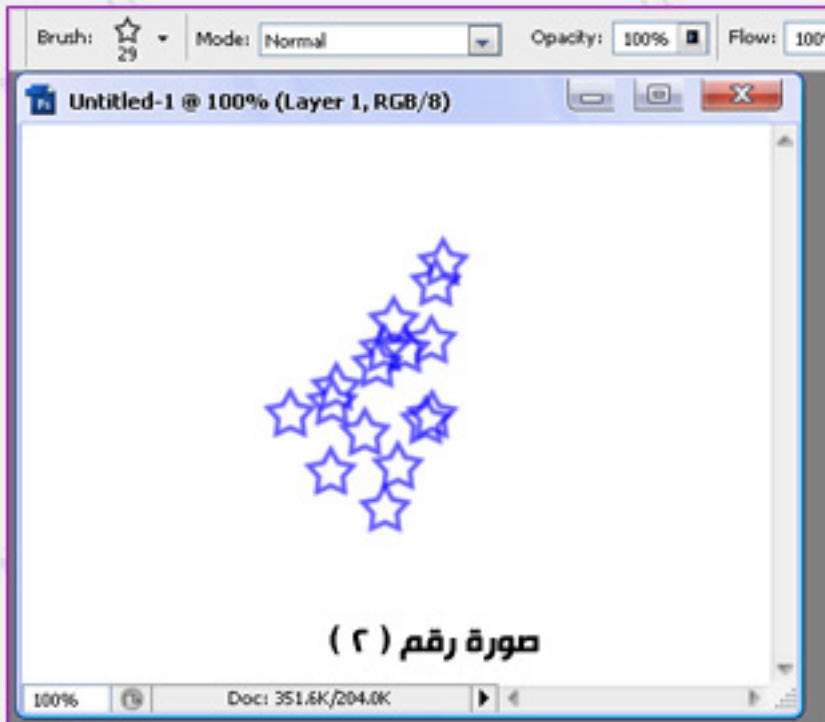 Brush: 29 Mode: Normal Opacity: 100% Flow: 100%
Untitled-1 @ 100% (Layer 1, RGB/8)
صورة رقم ( ٢ )
100% Doc: 351.6K/204.0K